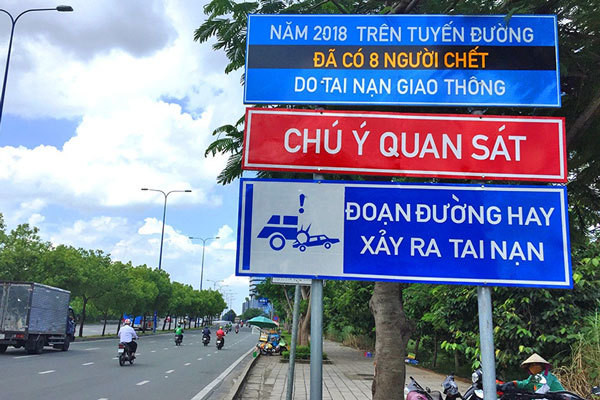 NĂM 2018 TRÊN TUYẾN ĐƯỜNG
ĐÃ CÓ 8 NGƯỜI CHẾT
DO TAI NẠN GIAO THÔNG
CHÚ Ý QUAN SÁT
ĐOẠN ĐƯỜNG HAY
XẢY RA TAI NẠN